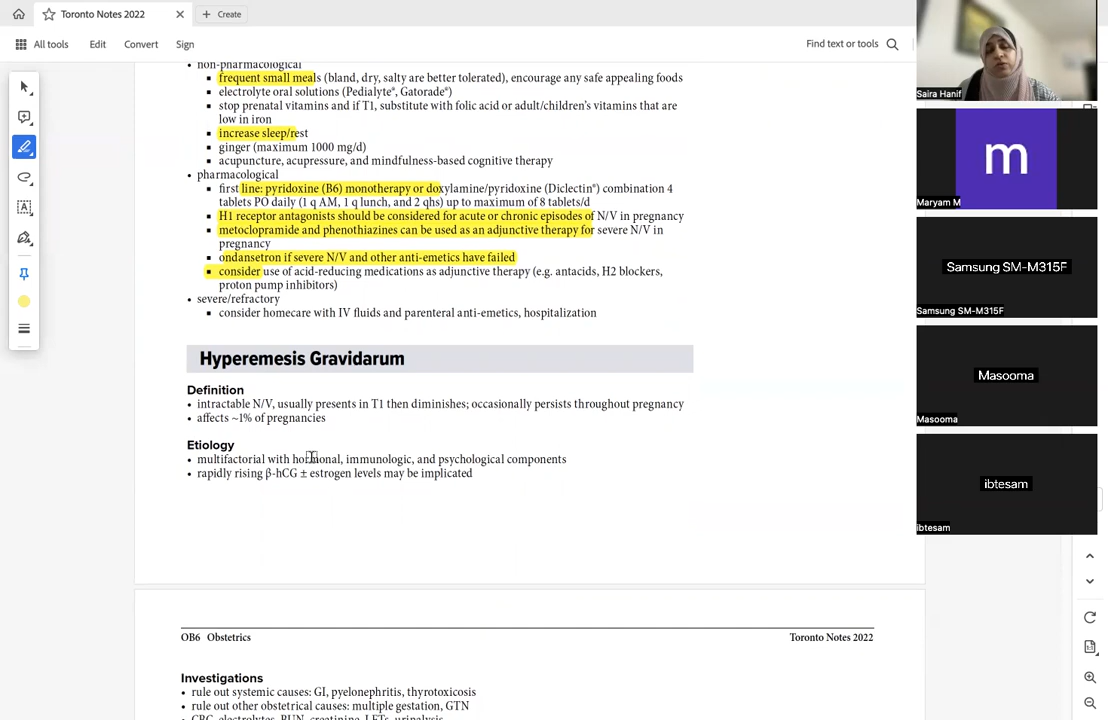 Toronto Notes 2022
Create
All tools
Edit
Convert
Sign
Find text or tools
• non-pharmacological
▪ frequent small meals (bland, dry, salty are better tolerated), encourage any safe appealing foods
▪ electrolyte oral solutions (Pedialyte®, Gatorade®)
▪ stop prenatal vitamins and if T1, substitute with folic acid or adult/children's vitamins that are
low in iron
▪ increase sleep/rest
▪ ginger (maximum 1000 mg/d)
▪ acupuncture, acupressure, and mindfulness-based cognitive therapy
• pharmacological
▪ first line: pyridoxine (B6) monotherapy or doxylamine/pyridoxine (Diclectin®) combination 4
tablets PO daily (1 q AM, 1 q lunch, and 2 qhs) up to maximum of 8 tablets/d
▪ H1 receptor antagonists should be considered for acute or chronic episodes of N/V in pregnancy
▪ metoclopramide and phenothiazines can be used as an adjunctive therapy for severe N/V in
pregnancy
▪ ondansetron if severe N/V and other anti-emetics have failed
▪ consider use of acid-reducing medications as adjunctive therapy (e.g. antacids, H2 blockers,
proton pump inhibitors)
• severe/refractory
▪ consider homecare with IV fluids and parenteral anti-emetics, hospitalization
Hyperemesis Gravidarum
Definition
• intractable N/V, usually presents in T1 then diminishes; occasionally persists throughout pregnancy
• affects ~1% of pregnancies
Etiology
• multifactorial with hormonal, immunologic, and psychological components
• rapidly rising β-hCG ± estrogen levels may be implicated
OB6 Obstetrics
Toronto Notes 2022
Investigations
• rule out systemic causes: GI, pyelonephritis, thyrotoxicosis
• rule out other obstetrical causes: multiple gestation, GTN
• CBC, electrolytes, BUN, creatinine, LFTs, urinalysis
Saira Hanif
m
Maryam M
Samsung SM-M315F
Samsung SM-M315F
Masooma
Masooma
ibtesam
ibtesam